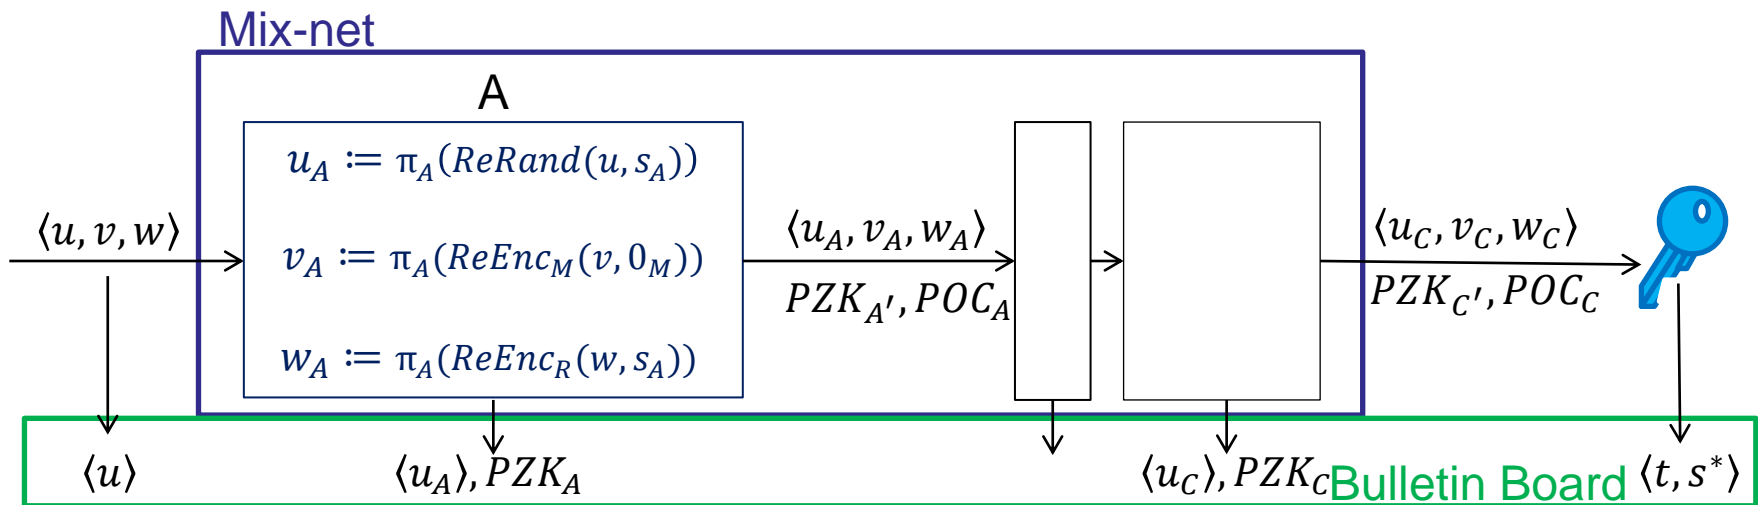 Mix-net
A
u_A ≔ π_A(ReRand(u, s_A))
⟨u, v, w⟩
v_A ≔ π_A(ReEnc_M(v, 0_M))
w_A ≔ π_A(ReEnc_R(w, s_A))
⟨u_A, v_A, w_A⟩
PZK_A′, POC_A
⟨u_C, v_C, w_C⟩
PZK_C′, POC_C
⟨u⟩
⟨u_A⟩, PZK_A
⟨u_C⟩, PZK_C
Bulletin Board
⟨t, s*⟩